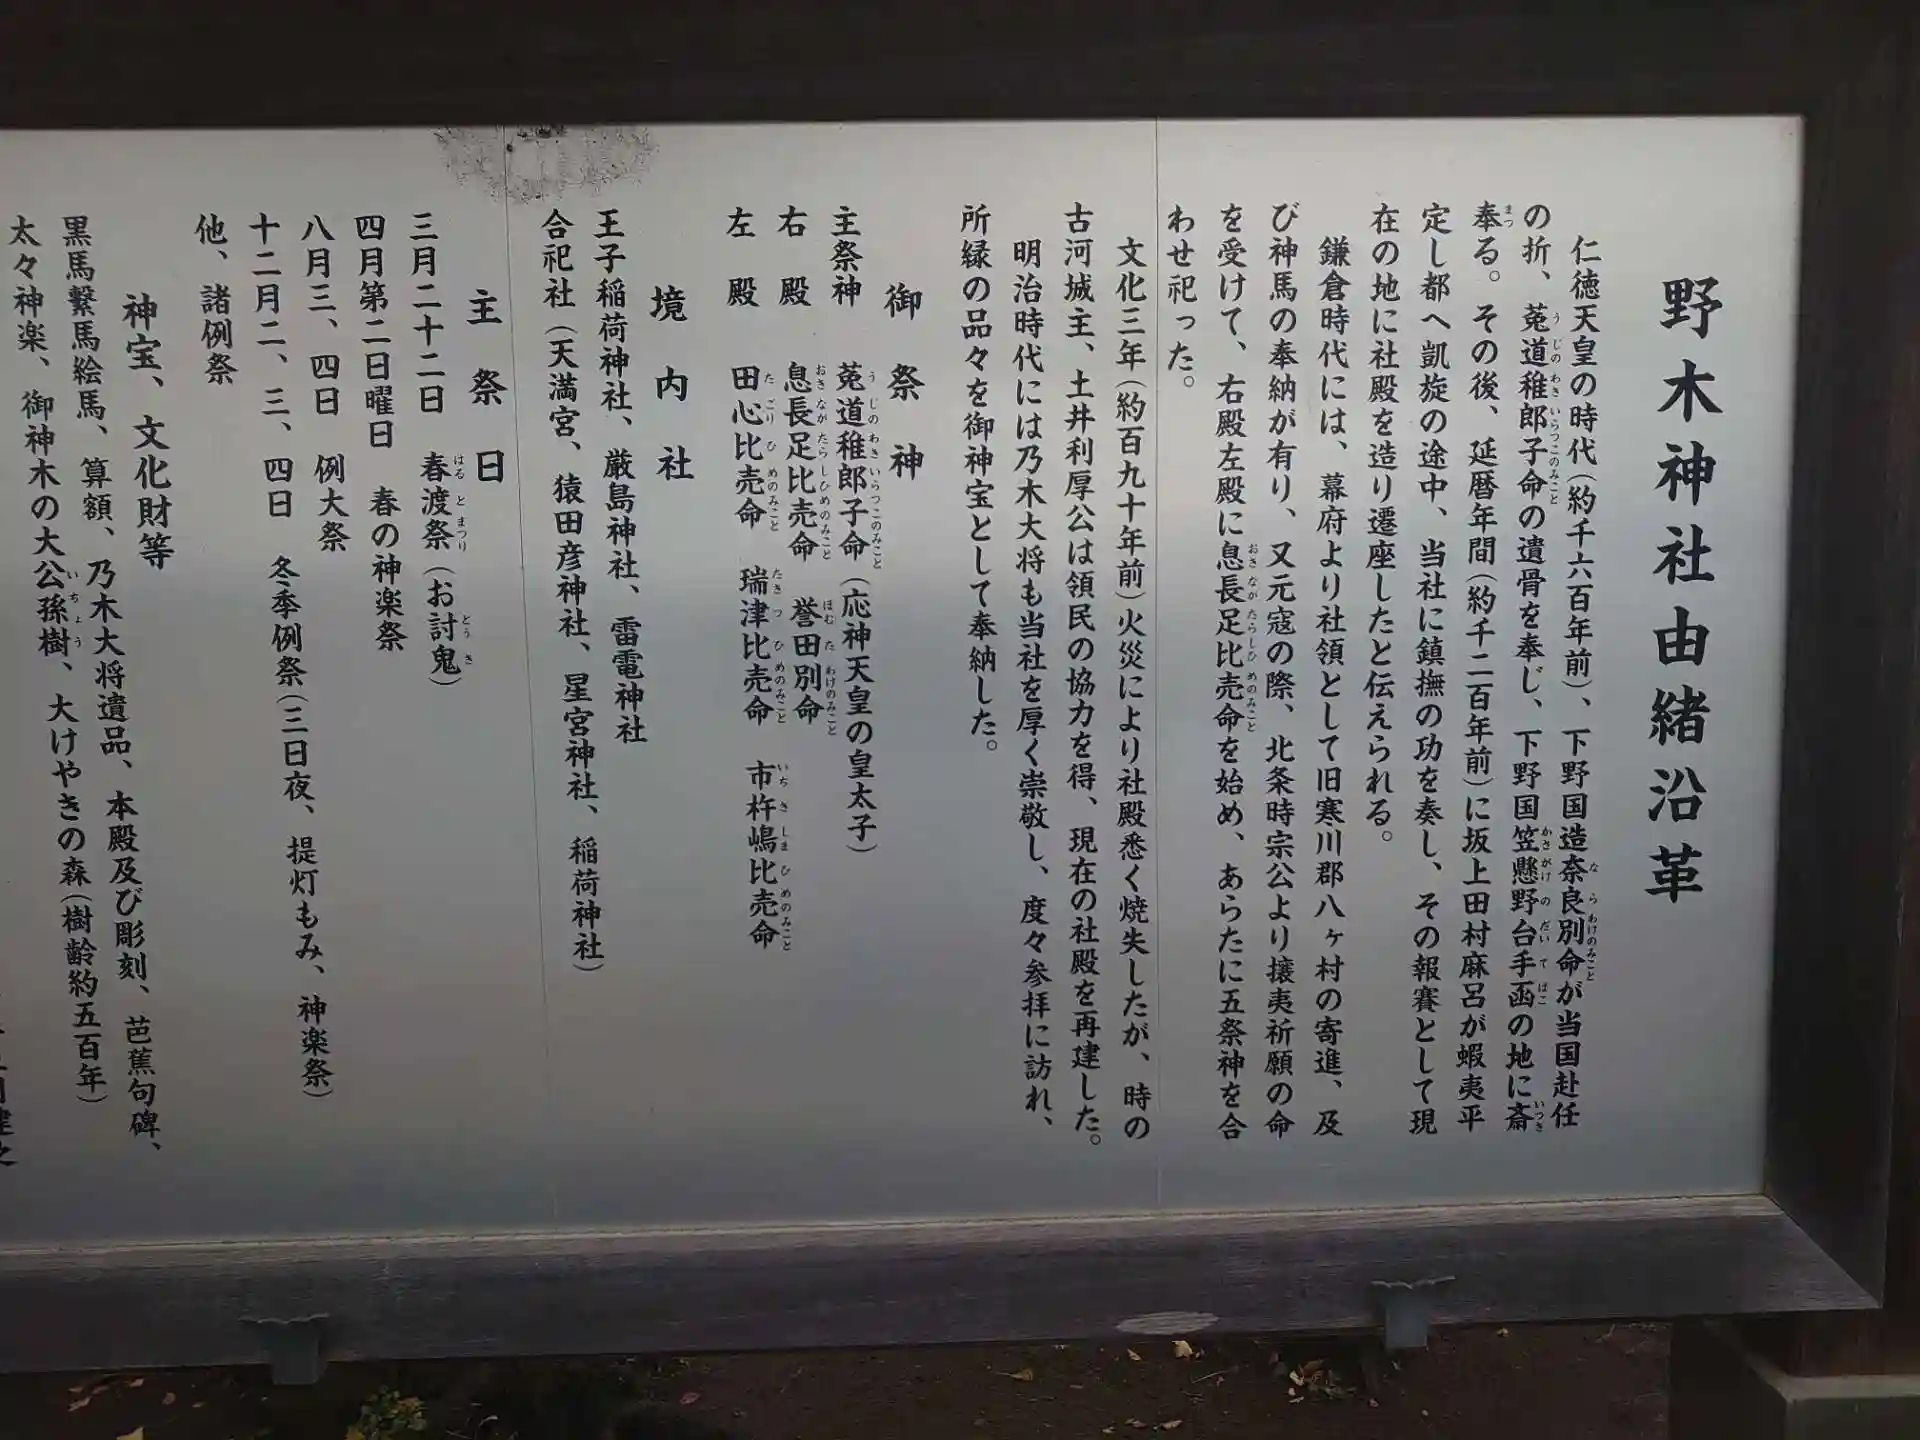 野木神社由緒沿革
仁徳天皇の時代(約千六百年前)、下野国造奈良別命が当国赴任
の折、菟道稚郎子命の遺骨を奉じ、下野国笠懸野台手函の地に斎
奉る。その後、延暦年間(約千二百年前)に坂上田村麻呂が蝦夷平
定し都へ凱旋の途中、当社に鎮撫の功を奏し、その報賽として現
在の地に社殿を造り遷座したと伝えられる。
鎌倉時代には、幕府より社領として旧寒川郡八ヶ村の寄進、及
び神馬の奉納が有り、又元寇の際、北条時宗公より攘夷祈願の命
を受けて、右殿左殿に息長足比売命を始め、あらたに五祭神を合
わせ祀った。
文化三年(約百九十年前)火災により社殿悉く焼失したが、時の
古河城主、土井利厚公は領民の協力を得、現在の社殿を再建した。
明治時代には乃木大将も当社を厚く崇敬し、度々参拝に訪れ、
所縁の品々を御神宝として奉納した。
御祭神
主祭神 菟道稚郎子命(応神天皇の皇太子)
右殿 息長足比売命 誉田別命
左殿 田心比売命 瑞津比売命 市杵嶋比売命
境内社
王子稲荷神社、厳島神社、雷電神社
合祀社(天満宮、猿田彦神社、星宮神社、稲荷神社)
主祭日
三月二十二日 春渡祭(お討鬼)
四月第二日曜日 春の神楽祭
八月三、四日 例大祭
十二月二、三、四日 冬季例祭(三日夜、提灯もみ、神楽祭)
他、諸例祭
神宝、文化財等
黒馬繋馬絵馬、算額、乃木大将遺品、本殿及び彫刻、芭蕉句碑、
太々神楽、御神木の大公孫樹、大けやきの森(樹齢約五百年)